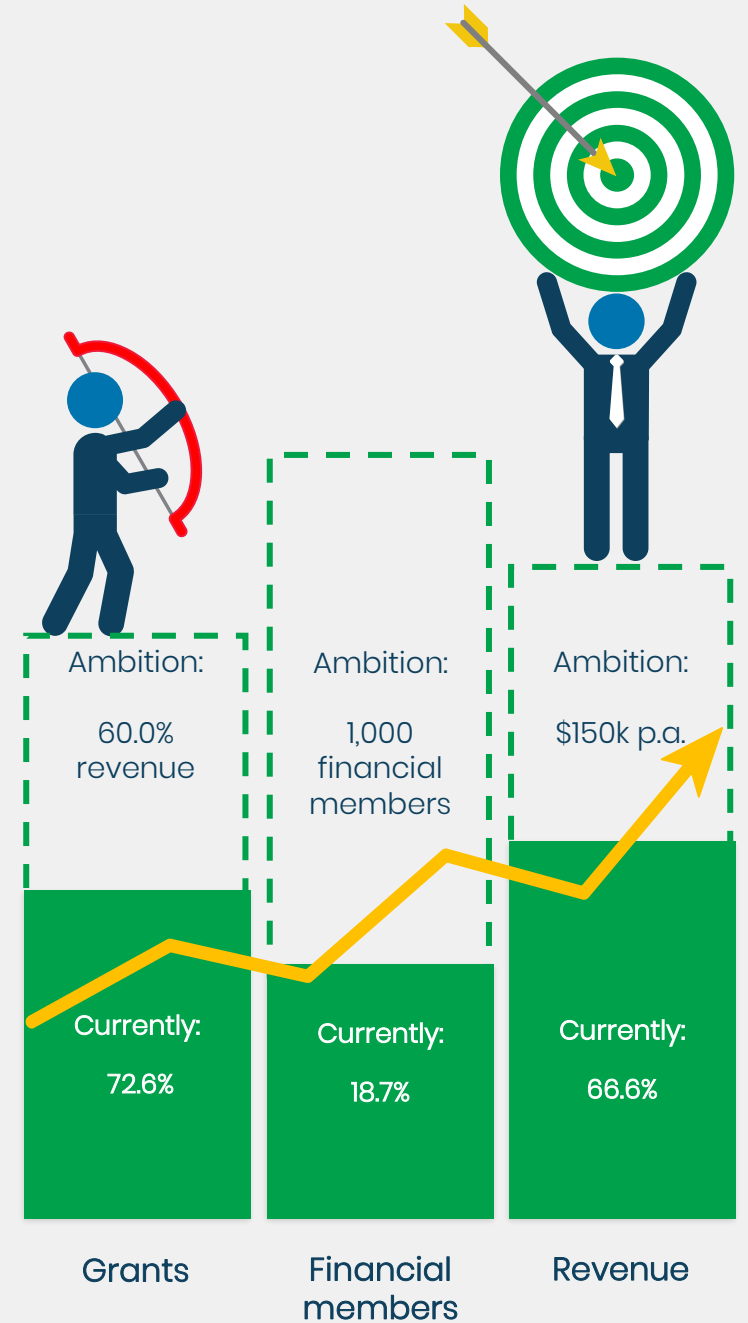 Ambition:
60.0%
revenue
Currently:
72.6%
Grants
Ambition:
1,000
financial
members
Currently:
18.7%
Financial
members
Ambition:
$150k p.a.
Currently:
66.6%
Revenue